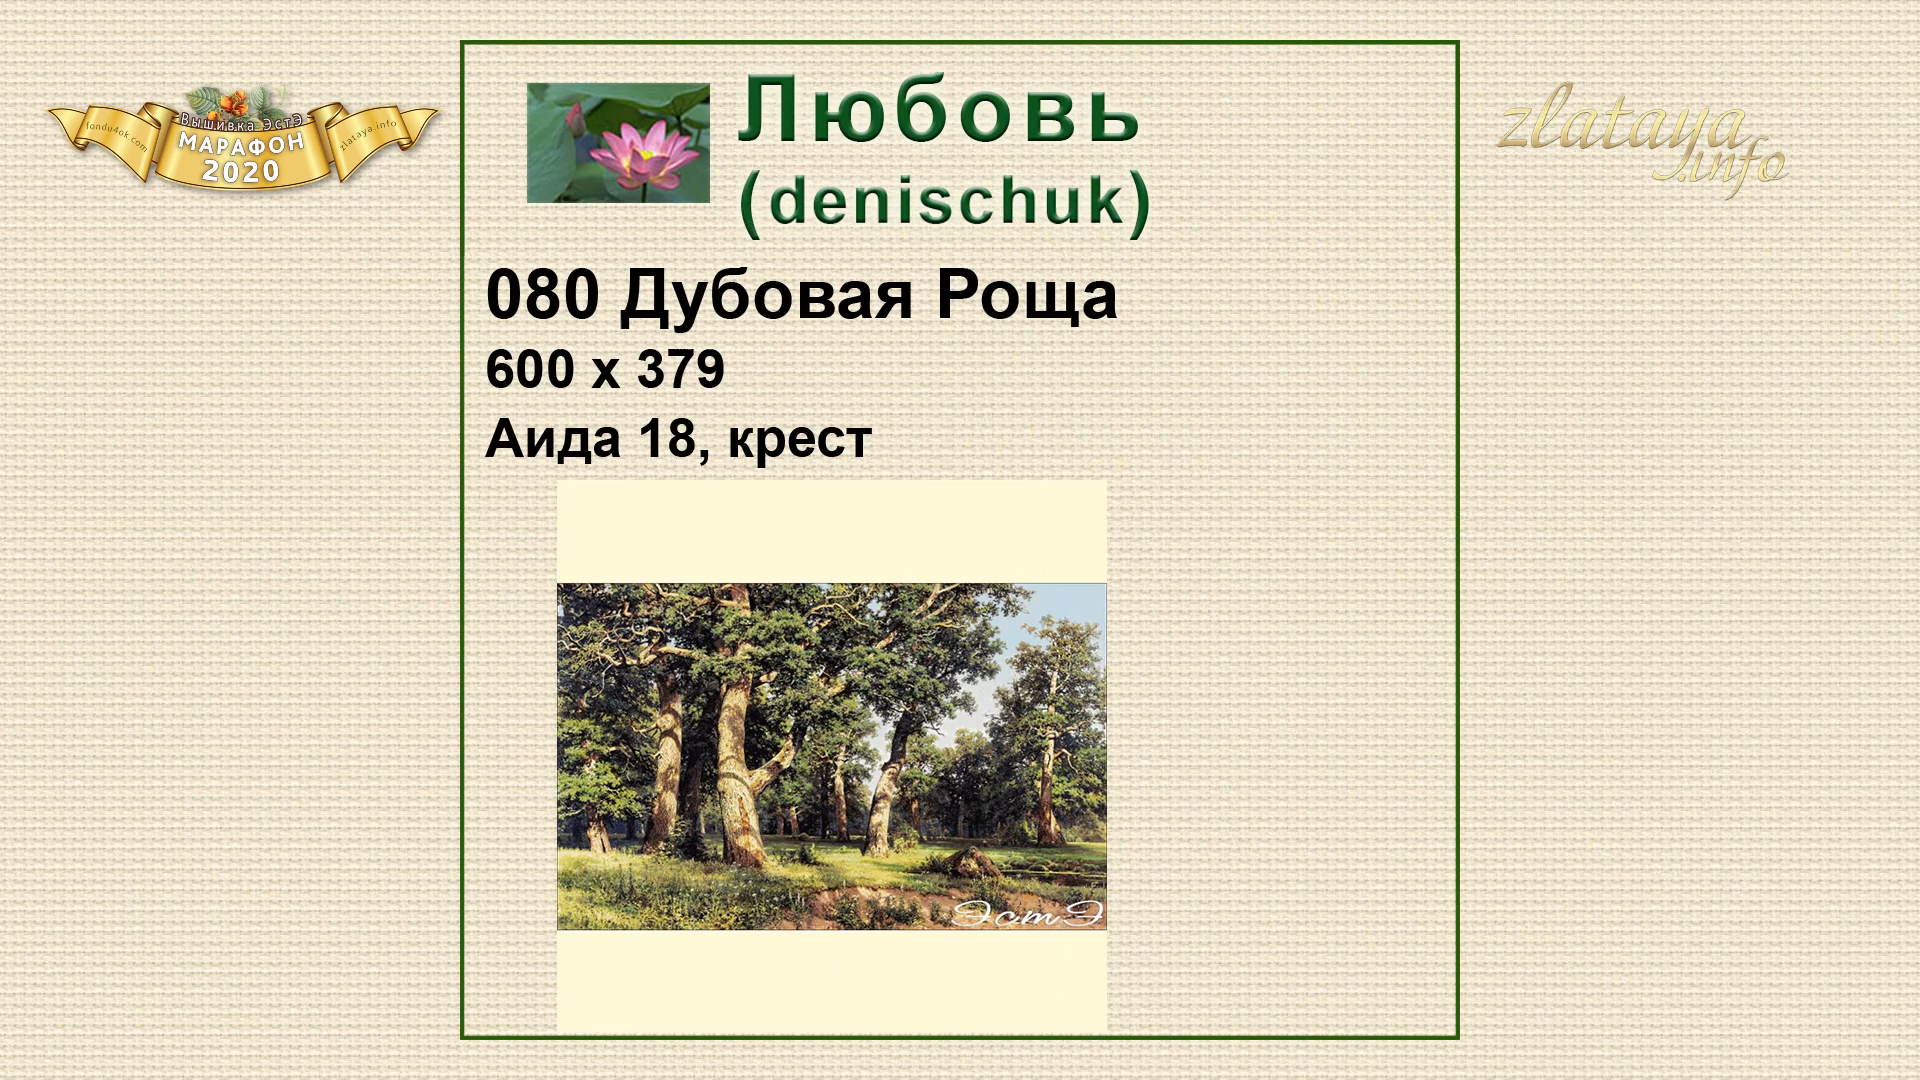 fondu4ok.com
Вышивка ЭстЭ
МАРАФОН
2020
zlataya.info
Любовь
(denischuk)
zlataya
.info
080 Дубовая Роща
600 x 379
Аида 18, крест
ЭстЭ